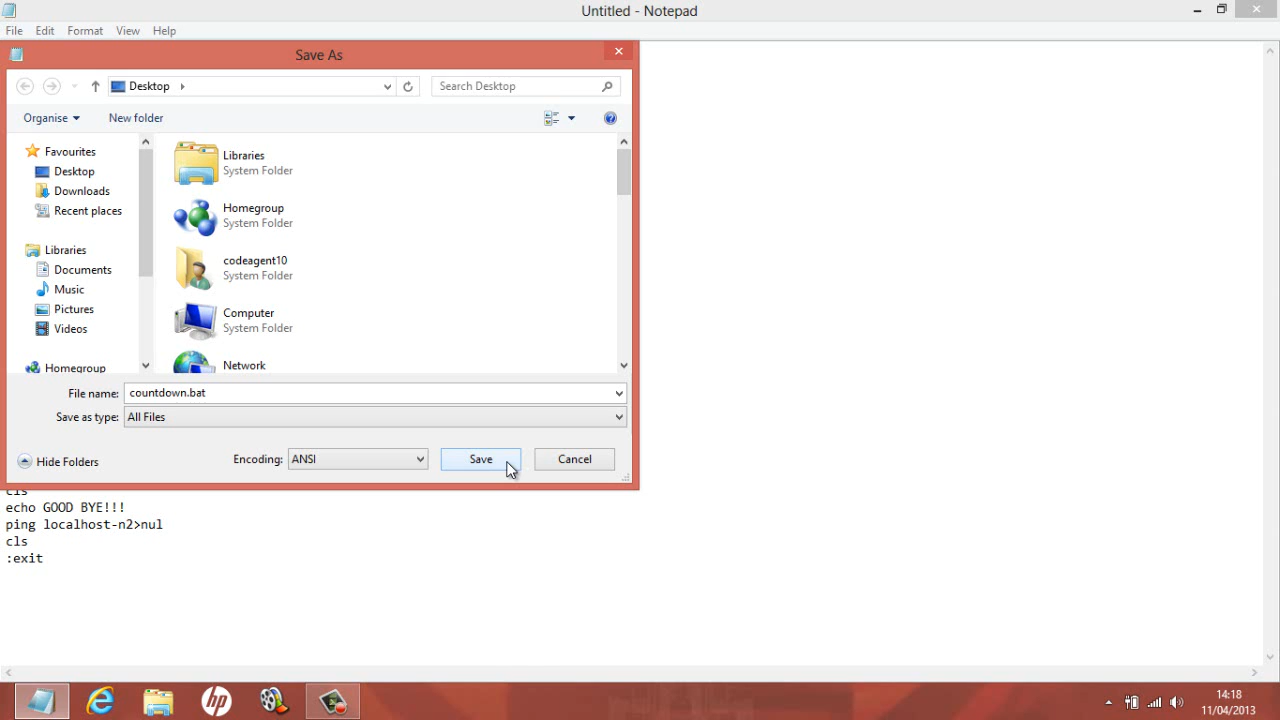 Untitled - Notepad
File Edit Format View Help
Save As
Desktop
Search Desktop
Organise New folder
Favourites
Desktop
Downloads
Recent places
Libraries
Documents
Music
Pictures
Videos
Homegroup
Libraries
System Folder
Homegroup
System Folder
codeagent10
System Folder
Computer
System Folder
Network
File name: countdown.bat
Save as type: All Files
Hide Folders Encoding: ANSI Save Cancel
cls
echo GOOD BYE!!!
ping localhost-n2>nul
cls
:exit
hp
14:18
11/04/2013